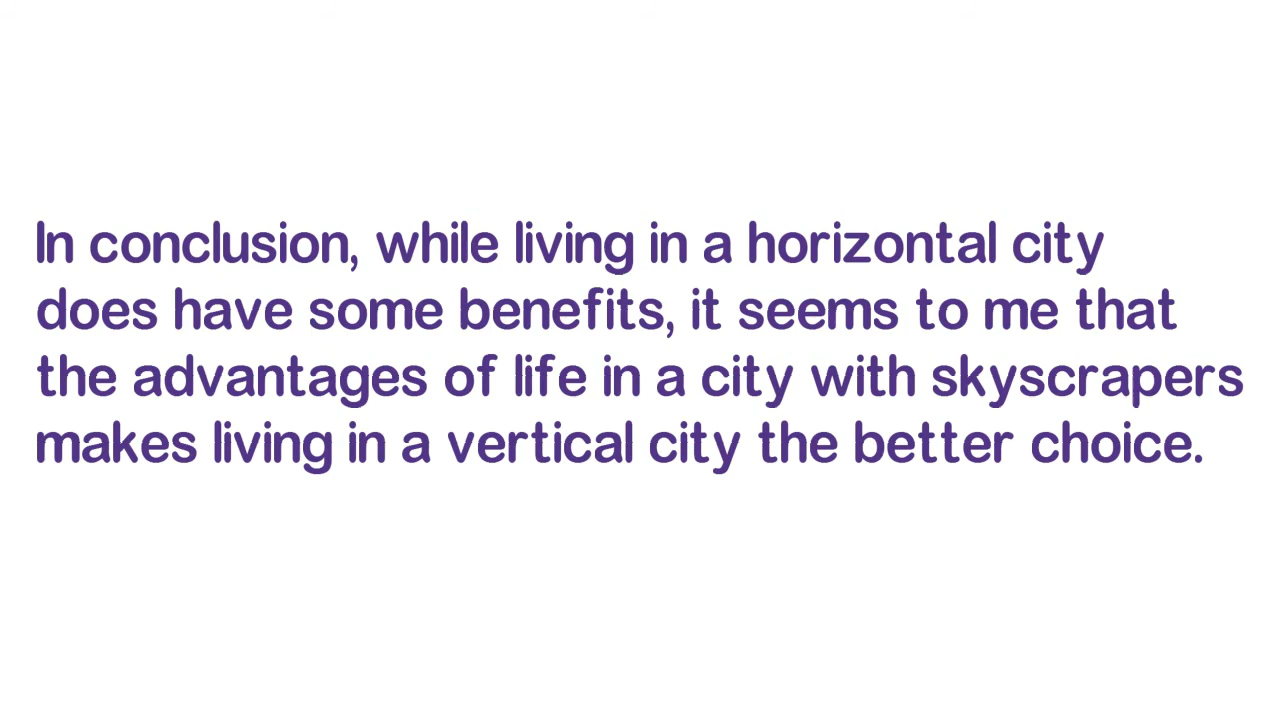 In conclusion, while living in a horizontal city
does have some benefits, it seems to me that
the advantages of life in a city with skyscrapers
makes living in a vertical city the better choice.